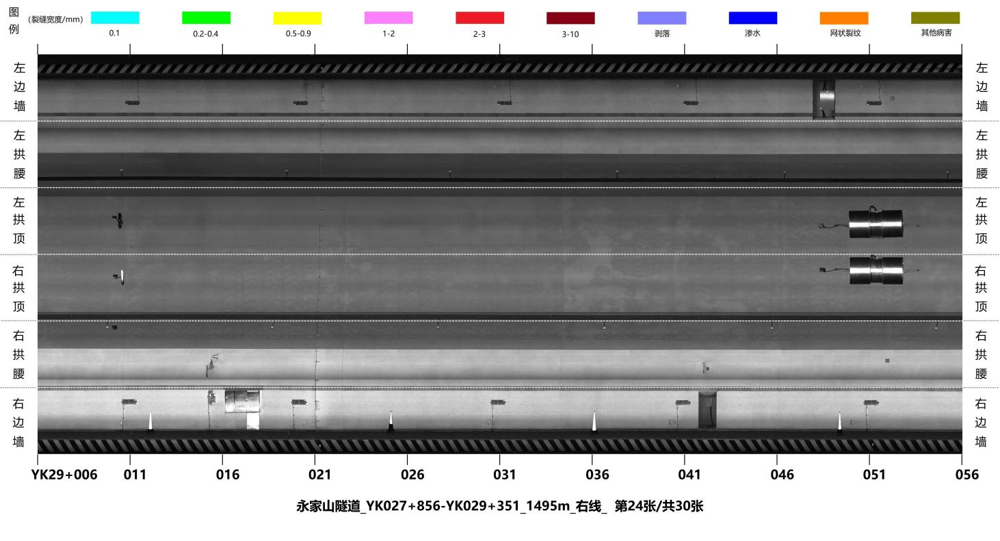 图例
(裂缝宽度/mm)
0.1
0.2-0.4
0.5-0.9
1-2
2-3
3-10
剥落
渗水
网状裂纹
其他病害
左边墙
左边墙
左拱腰
左拱腰
左拱顶
左拱顶
右拱顶
右拱顶
右拱腰
右拱腰
右边墙
右边墙
YK29+006 011 016 021 026 031 036 041 046 051 056
永家山隧道_YK027+856-YK029+351_1495m_右线_ 第24张/共30张